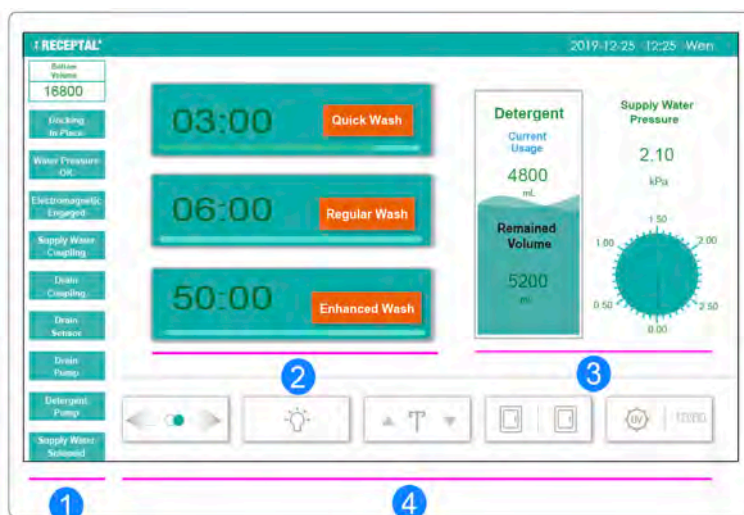 RECEPTAL
2019-12-25 12:25 Wen
Bottom
Volume
16800
Docking
In Place
Water Pressure
OK
Electromagnetic
Engaged
Supply Water
Coupling
Drain
Coupling
Drain
Sensor
Drain
Pump
Detergent
Pump
Supply Water
Solenoid
03:00
Quick Wash
06:00
Regular Wash
50:00
Enhanced Wash
Detergent
Current
Usage
4800
mL
Remained
Volume
5200
mL
Supply Water
Pressure
2.10
kPa
1.50
1.00
2.00
0.50
2.50
0.00
UV
1
2
3
4